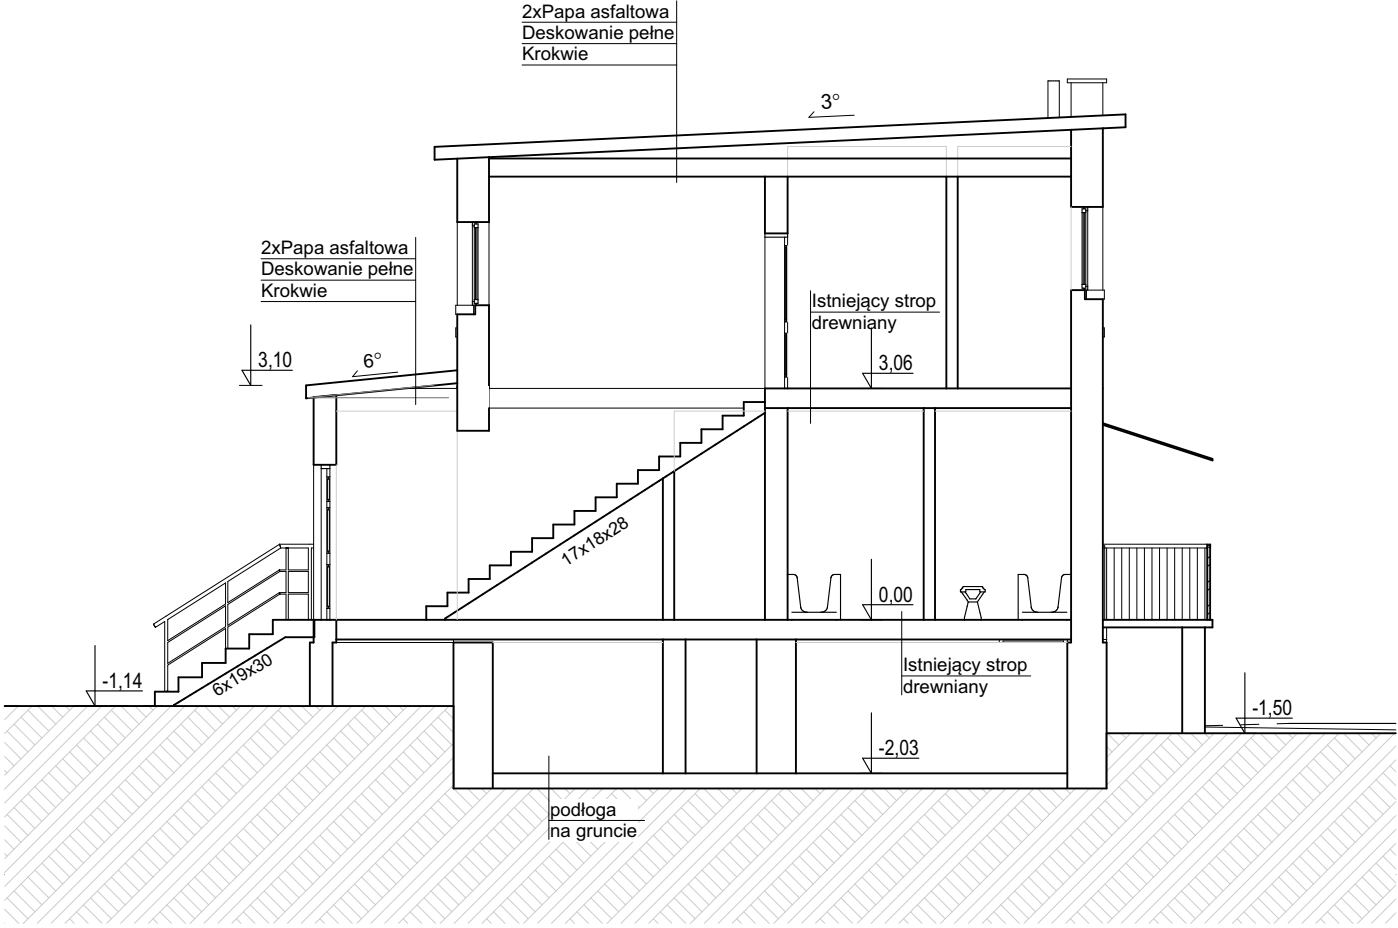 2xPapa asfaltowa
Deskowanie pełne
Krokwie
3°
2xPapa asfaltowa
Deskowanie pełne
Krokwie
Istniejący strop
drewniany
3,10
6°
3,06
17x18x28
0,00
Istniejący strop
drewniany
6x19x30
-1,14
-1,50
-2,03
podłoga
na gruncie